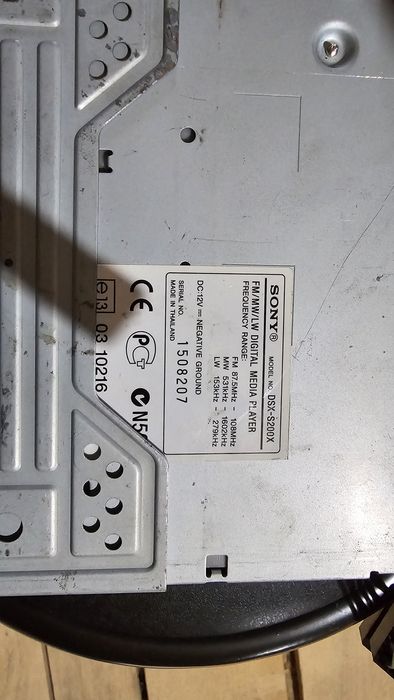 SONY® MODEL NO. DSX-S200X
FM/MW/LW DIGITAL MEDIA PLAYER
FREQUENCY RANGE:
FM 87.5MHz - 108MHz
MW 531kHz - 1602kHz
LW 153kHz - 279kHz
DC:12V NEGATIVE GROUND
SERIAL NO. 1508207
MADE IN THAILAND
CE PCT
e13 03 10216